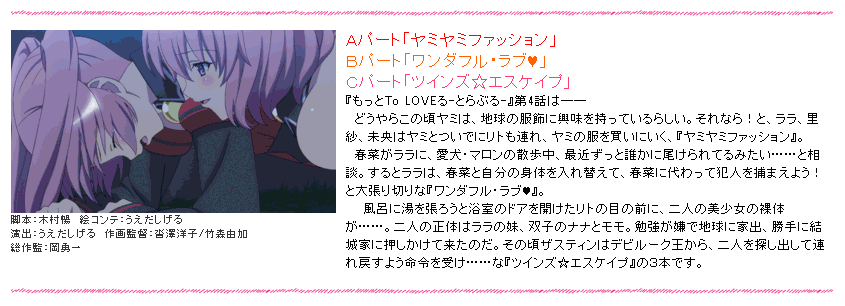 Aパート「ヤミヤミファッション」
Bパート「ワンダフル・ラブ♥」
Cパート「ツインズ☆エスケイプ」
『もっとTo LOVEる-とらぶる-』第4話は――
どうやらこの頃ヤミは、地球の服飾に興味を持っているらしい。それなら！と、ララ、里
紗、未央はヤミとついでにリトも連れ、ヤミの服を買いにいく、『ヤミヤミファッション』。
春菜がララに、愛犬・マロンの散歩中、最近ずっと誰かに尾けられてるみたい……と相
談。するとララは、春菜と自分の身体を入れ替えて、春菜に代わって犯人を捕まえよう！
と大張り切りな『ワンダフル・ラブ♥』。
風呂に湯を張ろうと浴室のドアを開けたリトの目の前に、二人の美少女の裸体
が……。二人の正体はララの妹、双子のナナとモモ。勉強が嫌で地球に家出、勝手に結
城家に押しかけて来たのだ。その頃ザスティンはデビルーク王から、二人を探し出して連
れ戻すよう命令を受け……な『ツインズ☆エスケイプ』の3本です。
脚本：木村暢 絵コンテ：うえだしげる
演出：うえだしげる 作画監督：沓澤洋子/竹森由加
総作監：岡勇一